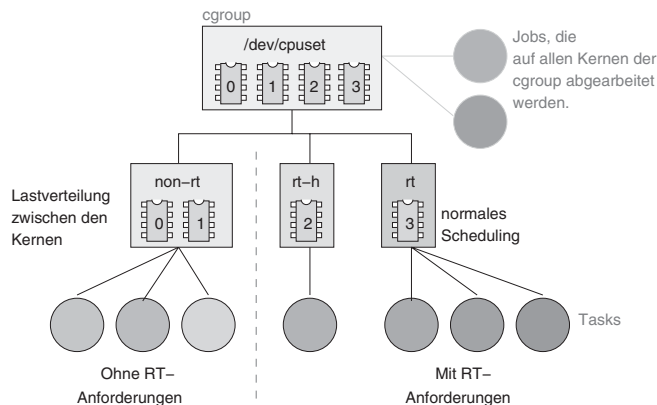 cgroup
/dev/cpuset
0 1 2 3
Jobs, die
auf allen Kernen der
cgroup abgearbeitet
werden.
Lastverteilung
zwischen den
Kernen
non–rt
0 1
rt–h
2
rt
3
normales
Scheduling
Tasks
Ohne RT–
Anforderungen
Mit RT–
Anforderungen